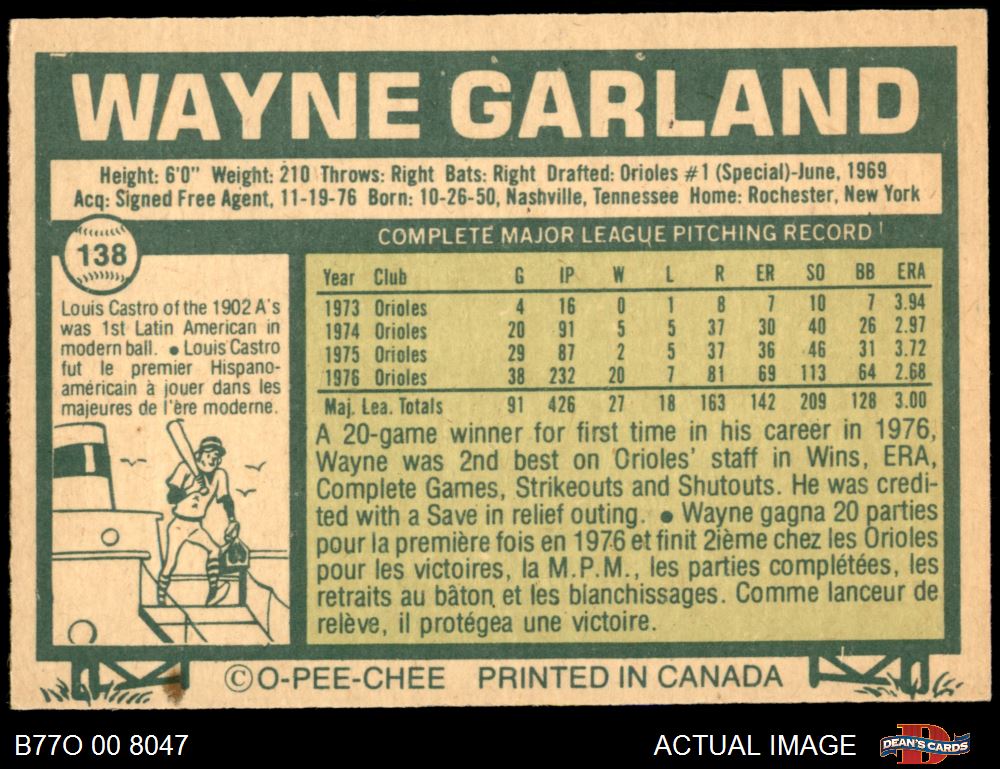 WAYNE GARLAND
Height: 6'0" Weight: 210 Throws: Right Bats: Right Drafted: Orioles #1 (Special)-June, 1969
Acq: Signed Free Agent, 11-19-76 Born: 10-26-50, Nashville, Tennessee Home: Rochester, New York
138
COMPLETE MAJOR LEAGUE PITCHING RECORD
Louis Castro of the 1902 A's
was 1st Latin American in
modern ball. ● Louis Castro
fut le premier Hispano-
américain à jouer dans les
majeures de l'ère moderne.
Year Club G IP W L R ER SO BB ERA
1973 Orioles 4 16 0 1 8 7 10 7 3.94
1974 Orioles 20 91 5 5 37 30 40 26 2.97
1975 Orioles 29 87 2 5 37 36 46 31 3.72
1976 Orioles 38 232 20 7 81 69 113 64 2.68
Maj. Lea. Totals 91 426 27 18 163 142 209 128 3.00
A 20-game winner for first time in his career in 1976,
Wayne was 2nd best on Orioles' staff in Wins, ERA,
Complete Games, Strikeouts and Shutouts. He was credi-
ted with a Save in relief outing. ● Wayne gagna 20 parties
pour la première fois en 1976 et finit 2ième chez les Orioles
pour les victoires, la M.P.M., les parties complétées, les
retraits au bâton et les blanchissages. Comme lanceur de
relève, il protégea une victoire.
©O-PEE-CHEE PRINTED IN CANADA
B77O 00 8047
ACTUAL IMAGE
DEAN'S CARDS